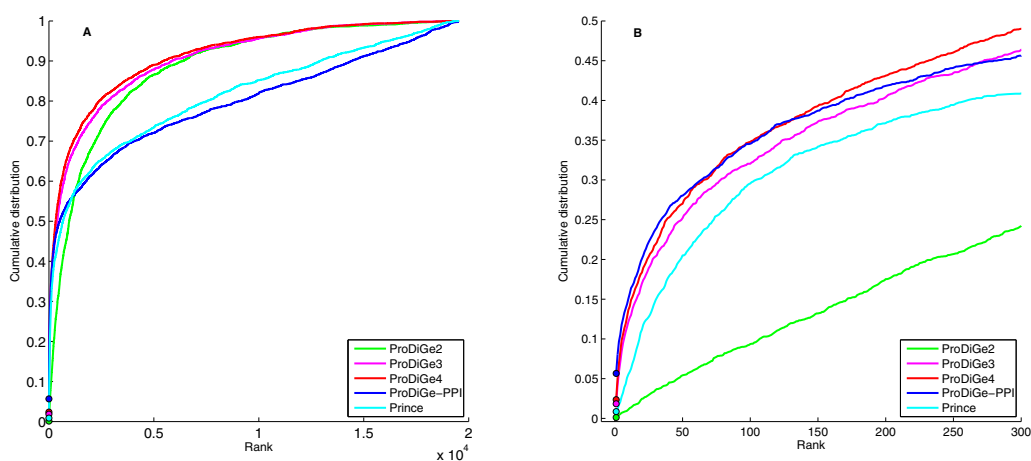 A
Cumulative distribution
1
0.9
0.8
0.7
0.6
0.5
0.4
0.3
0.2
0.1
0
0 0.5 1 1.5 2
x 10^4
Rank
ProDiGe2
ProDiGe3
ProDiGe4
ProDiGe−PPI
Prince
B
Cumulative distribution
0.5
0.45
0.4
0.35
0.3
0.25
0.2
0.15
0.1
0.05
0
0 50 100 150 200 250 300
Rank
ProDiGe2
ProDiGe3
ProDiGe4
ProDiGe−PPI
Prince